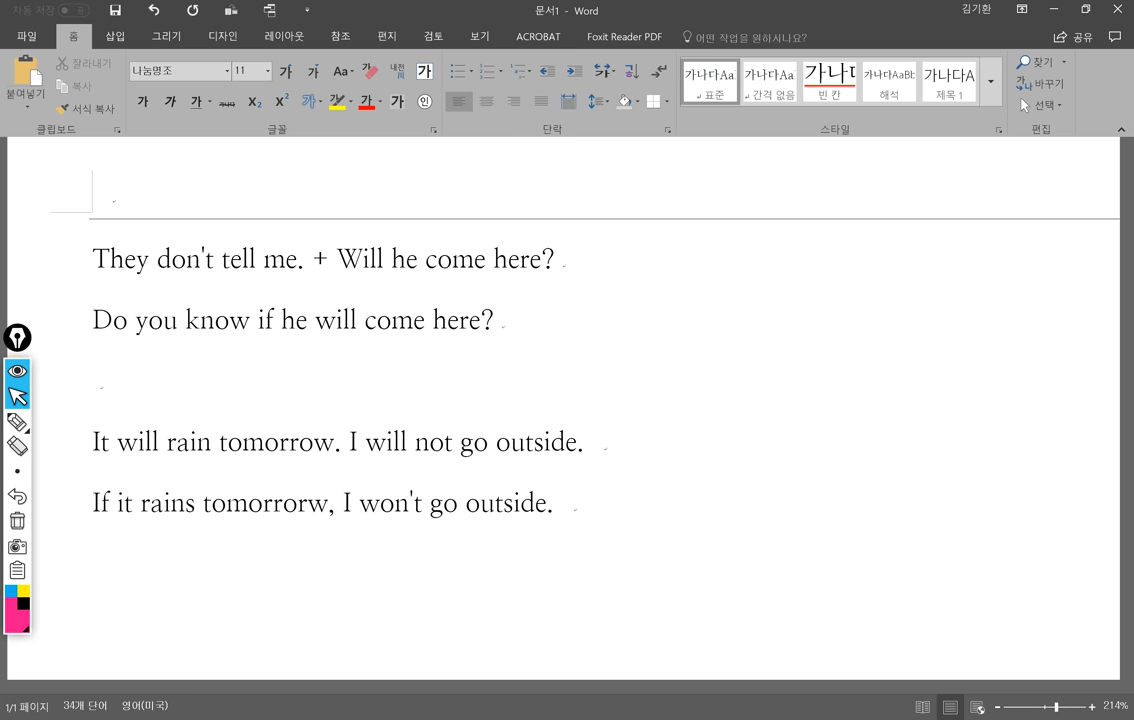 자동 저장
문서1 - Word
김기환
파일 홈 삽입 그리기 디자인 레이아웃 참조 편지 검토 보기 ACROBAT Foxit Reader PDF 어떤 작업을 원하시나요? 공유
붙여넣기
잘라내기
복사
서식 복사
클립보드
나눔명조 11
글꼴
단락
가나다Aa 표준
가나다Aa 간격 없음
빈 칸
가나다AaBb 해석
가나다A 제목 1
스타일
찾기
바꾸기
선택
편집
They don't tell me. + Will he come here?
Do you know if he will come here?
It will rain tomorrow. I will not go outside.
If it rains tomorrorw, I won't go outside.
1/1 페이지 34개 단어 영어(미국) 214%